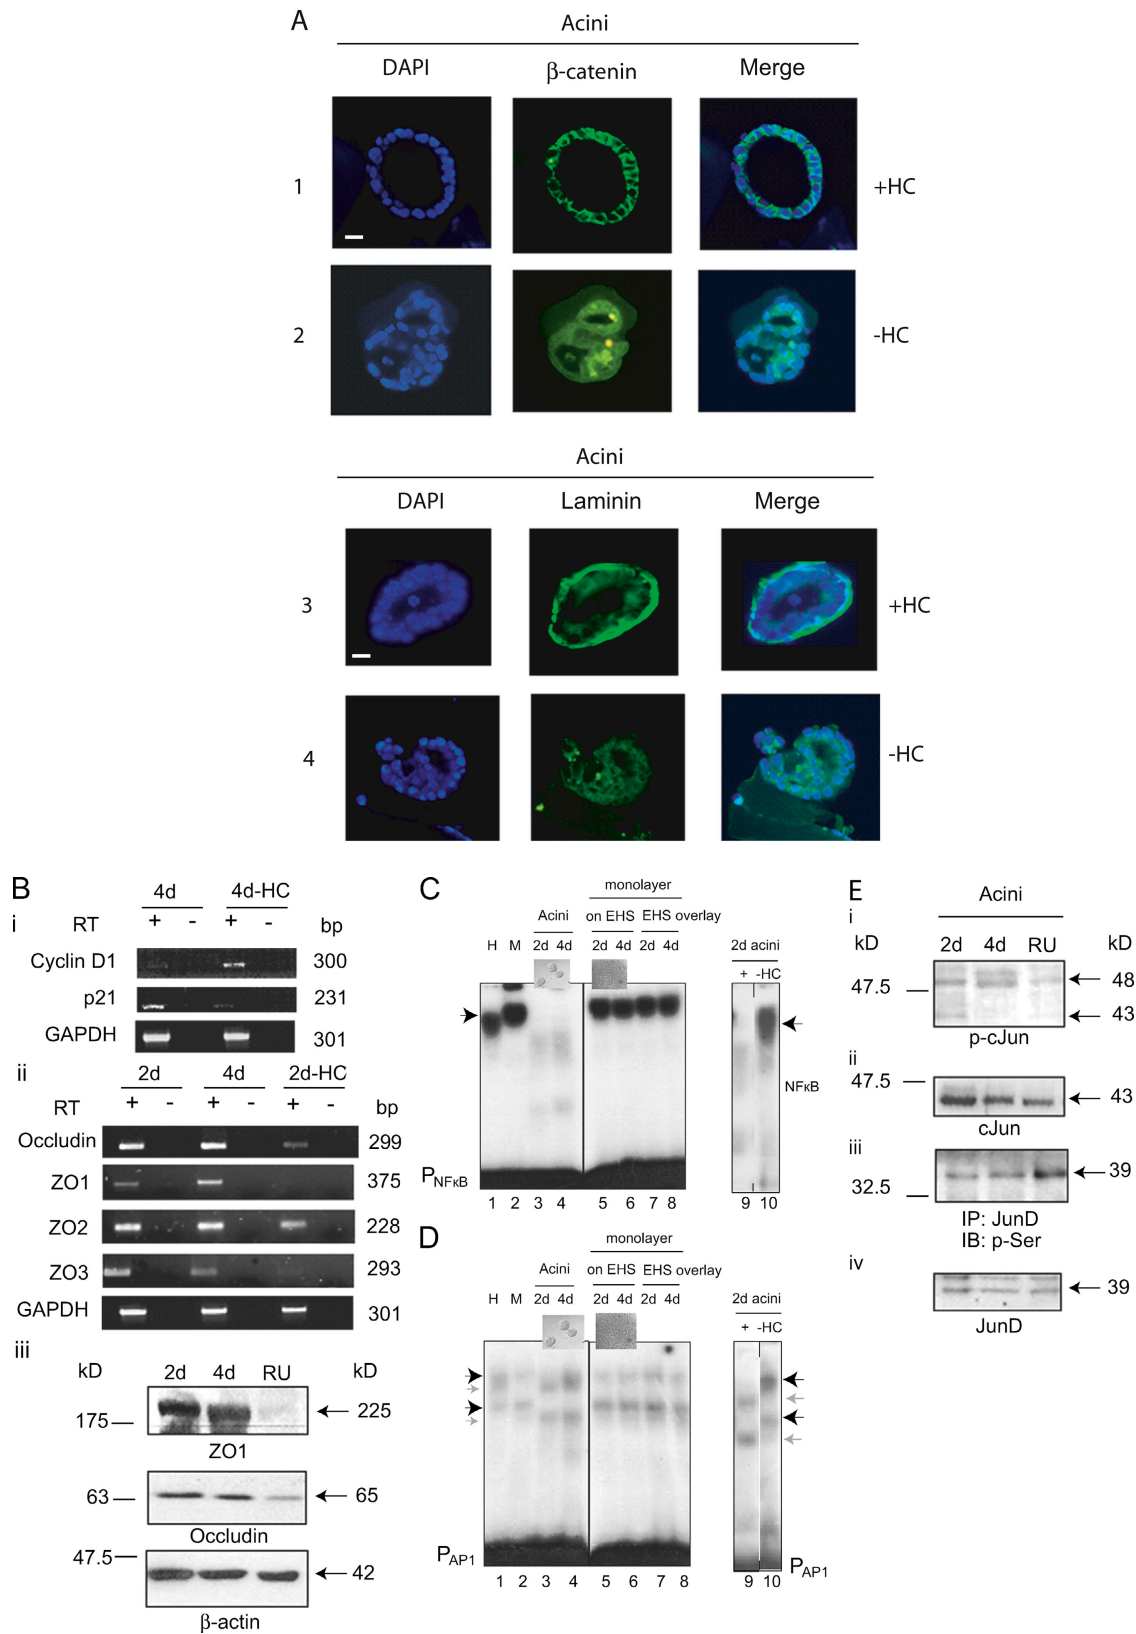 A
Acini
DAPI β-catenin Merge
1 +HC
2 -HC
Acini
DAPI Laminin Merge
3 +HC
4 -HC
B
i
4d 4d-HC
RT + - + - bp
Cyclin D1 300
p21 231
GAPDH 301
ii
2d 4d 2d-HC
RT + - + - + - bp
Occludin 299
ZO1 375
ZO2 228
ZO3 293
GAPDH 301
iii
kD 2d 4d RU kD
175 225
ZO1
63 65
Occludin
47.5 42
β-actin
C
monolayer
Acini on EHS EHS overlay
H M 2d 4d 2d 4d 2d 4d
2d acini
+ -HC
NFκB
PNFκB
1 2 3 4 5 6 7 8 9 10
D
monolayer
Acini on EHS EHS overlay
H M 2d 4d 2d 4d 2d 4d
2d acini
+ -HC
PAP1 PAP1
1 2 3 4 5 6 7 8 9 10
E
Acini
i
kD 2d 4d RU kD
47.5 48
43
p-cJun
ii
47.5 43
cJun
iii
32.5 39
IP: JunD
IB: p-Ser
iv
39
JunD